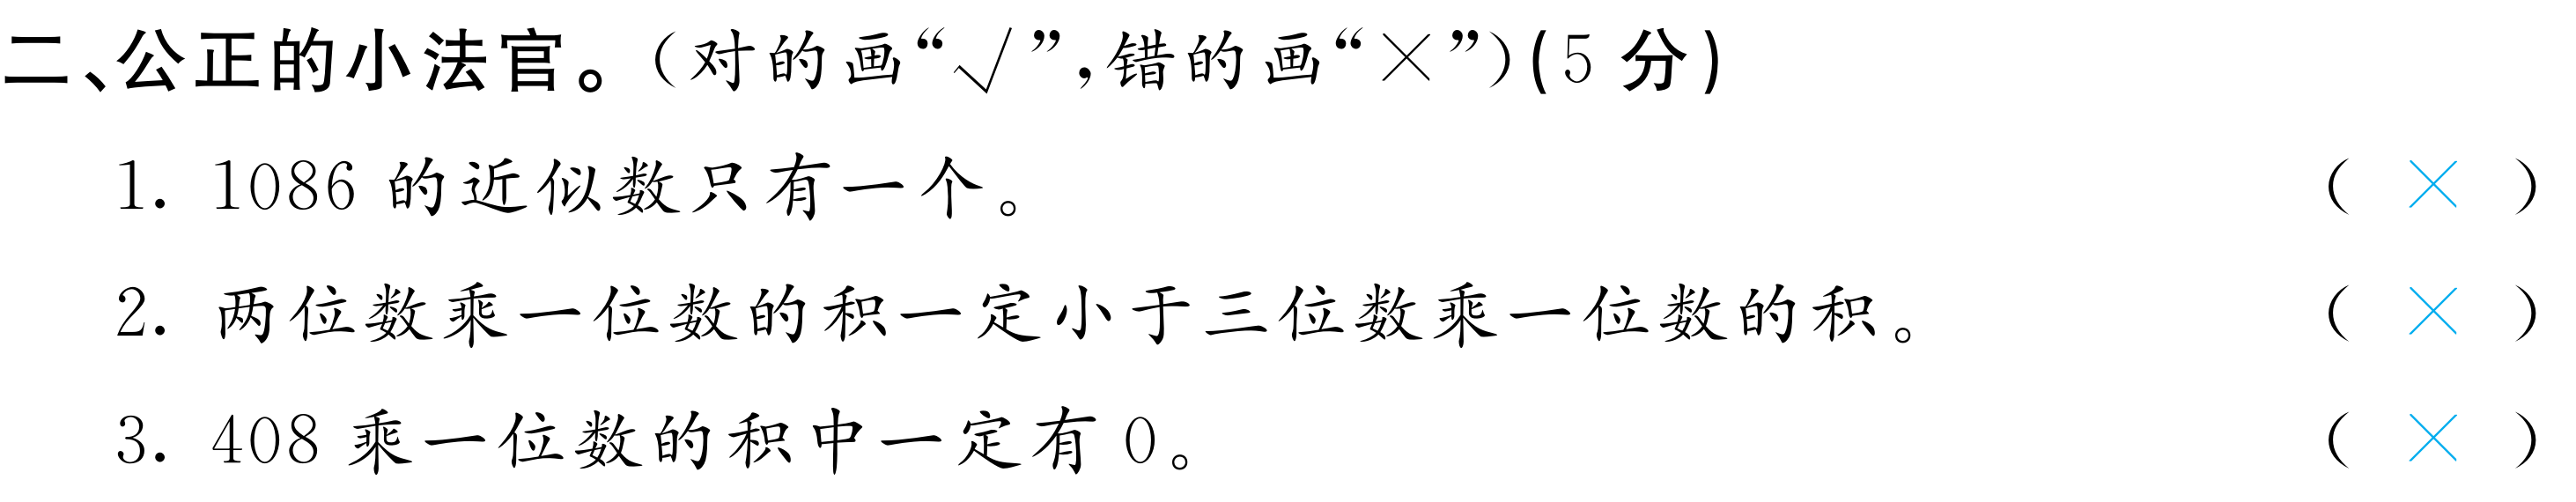 二、公正的小法官。(对的画“√”,错的画“×”)(5 分)
1. 1086 的近似数只有一个。 ( × )
2. 两位数乘一位数的积一定小于三位数乘一位数的积。 ( × )
3. 408 乘一位数的积中一定有 0。 ( × )